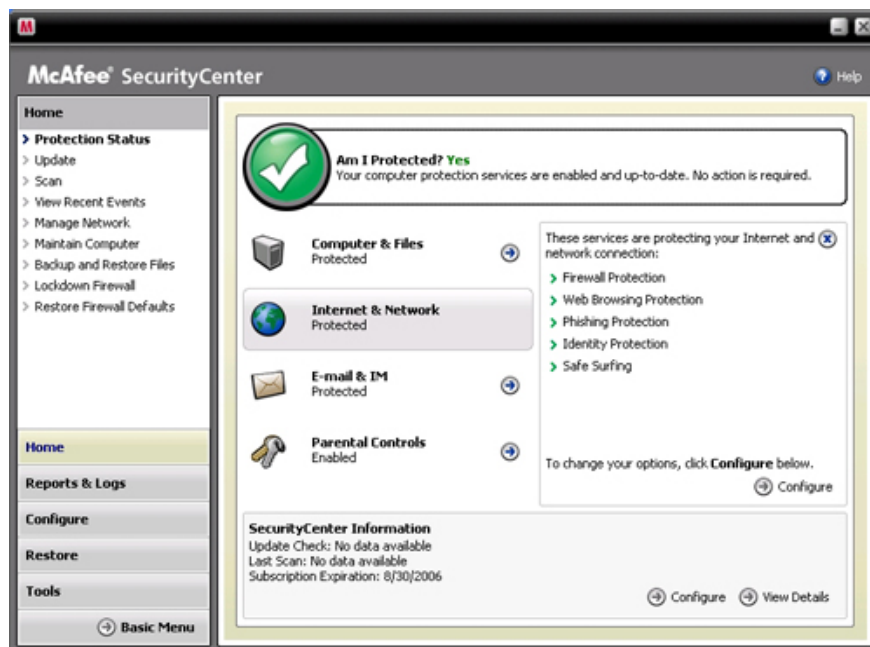 McAfee® SecurityCenter
Help
Home
Protection Status
Update
Scan
View Recent Events
Manage Network
Maintain Computer
Backup and Restore Files
Lockdown Firewall
Restore Firewall Defaults
Home
Reports & Logs
Configure
Restore
Tools
Basic Menu
Am I Protected? Yes
Your computer protection services are enabled and up-to-date. No action is required.
Computer & Files
Protected
Internet & Network
Protected
E-mail & IM
Protected
Parental Controls
Enabled
These services are protecting your Internet and
network connection:
Firewall Protection
Web Browsing Protection
Phishing Protection
Identity Protection
Safe Surfing
To change your options, click Configure below.
Configure
SecurityCenter Information
Update Check: No data available
Last Scan: No data available
Subscription Expiration: 8/30/2006
Configure
View Details